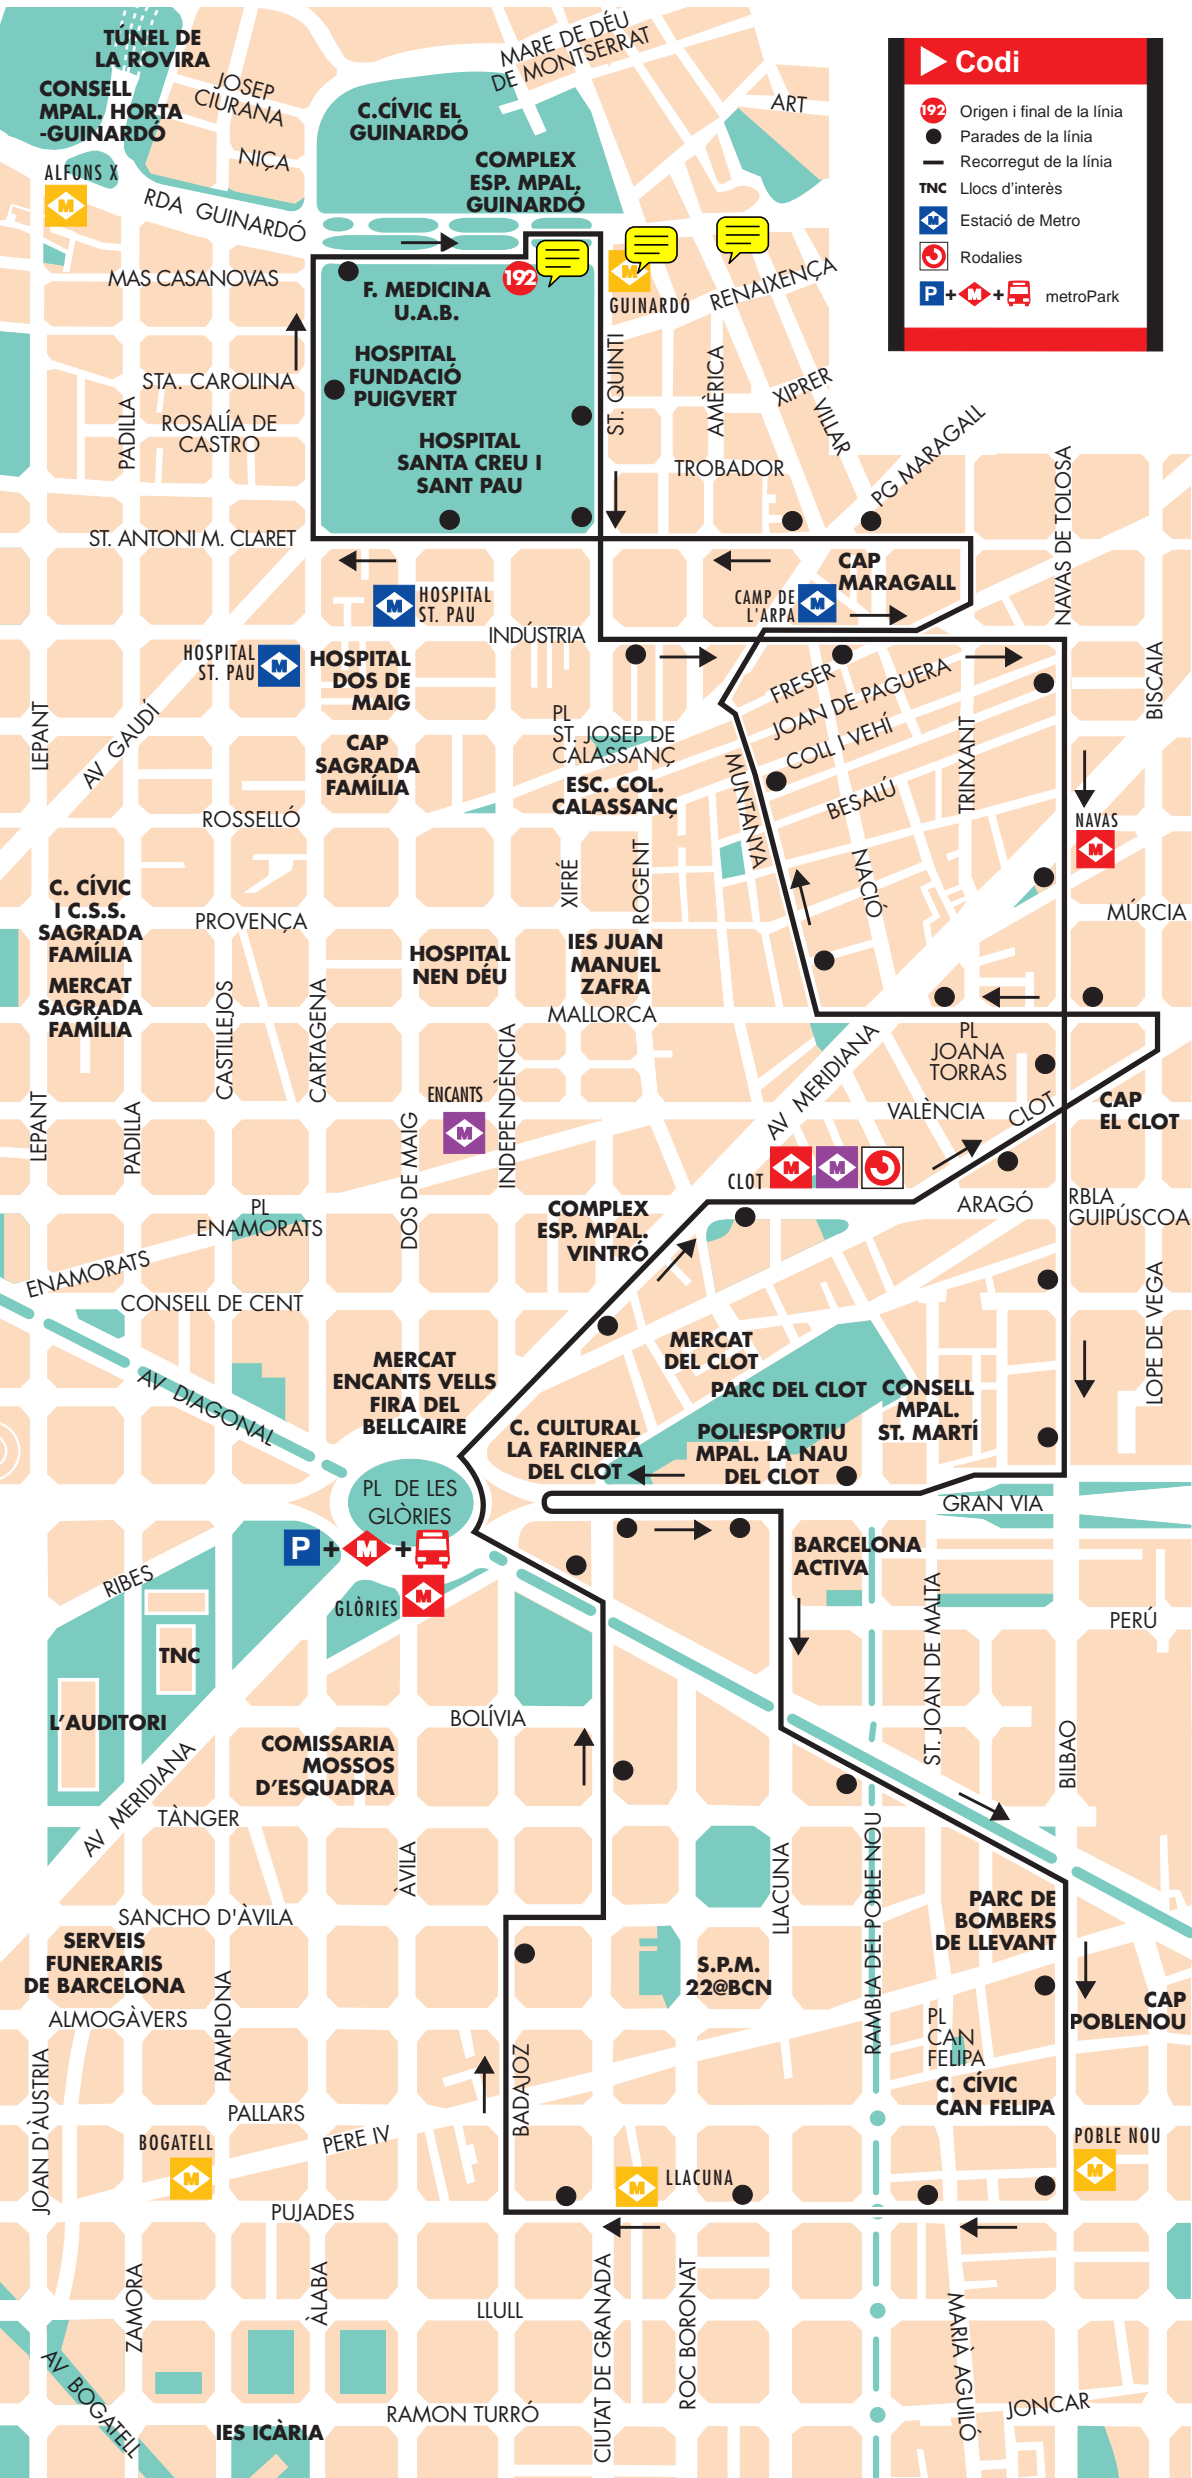 TÚNEL DE
LA ROVIRA
CONSELL
MPAL. HORTA
-GUINARDÓ
ALFONS X
M
JOSEP
CIURANA
NIÇA
RDA GUINARDÓ
MARE DE DÉU
DE MONTSERRAT
C.CÍVIC EL
GUINARDÓ
COMPLEX
ESP. MPAL.
GUINARDÓ
ART
Codi
192 Origen i final de la línia
Parades de la línia
Recorregut de la línia
TNC Llocs d'interès
M Estació de Metro
Rodalies
P+M+ metroPark
MAS CASANOVAS
192
M
GUINARDÓ
RENAIXENÇA
F. MEDICINA
U.A.B.
HOSPITAL
FUNDACIÓ
PUIGVERT
HOSPITAL
SANTA CREU I
SANT PAU
STA. CAROLINA
ROSALÍA DE
CASTRO
PADILLA
ST. QUINTI
AMÈRICA
XIPRER
VILLAR
PG MARAGALL
TROBADOR
NAVAS DE TOLOSA
ST. ANTONI M. CLARET
CAP
MARAGALL
CAMP DE
L'ARPA
M
M
HOSPITAL
ST. PAU
INDÚSTRIA
HOSPITAL
ST. PAU
M
HOSPITAL
DOS DE
MAIG
FRESER
JOAN DE PAGUERA
COLL I VEHÍ
BISCAIA
LEPANT
AV GAUDÍ
PL
ST. JOSEP DE
CALASSANÇ
CAP
SAGRADA
FAMÍLIA
ESC. COL.
CALASSANÇ
MUNTANYA
BESALÚ
TRINXANT
ROSSELLÓ
NAVAS
M
XIFRÉ
ROGENT
NACIÓ
C. CÍVIC
I C.S.S.
SAGRADA
FAMÍLIA
MERCAT
SAGRADA
FAMÍLIA
PROVENÇA
MÚRCIA
HOSPITAL
NEN DÉU
IES JUAN
MANUEL
ZAFRA
MALLORCA
CASTILLEJOS
CARTAGENA
INDEPENDÈNCIA
PL
JOANA
TORRAS
AV MERIDIANA
ENCANTS
M
LEPANT
PADILLA
DOS DE MAIG
VALÈNCIA
CLOT
CAP
EL CLOT
CLOT
M
M
ARAGÓ
RBLA
GUIPÚSCOA
PL
ENAMORATS
COMPLEX
ESP. MPAL.
VINTRÓ
ENAMORATS
CONSELL DE CENT
LOPE DE VEGA
AV DIAGONAL
MERCAT
ENCANTS VELLS
FIRA DEL
BELLCAIRE
MERCAT
DEL CLOT
PARC DEL CLOT
CONSELL
MPAL.
ST. MARTÍ
C. CULTURAL
LA FARINERA
DEL CLOT
POLIESPORTIU
MPAL. LA NAU
DEL CLOT
PL DE LES
GLÒRIES
GRAN VIA
P+M+
GLÒRIES
M
BARCELONA
ACTIVA
RIBES
ST. JOAN DE MALTA
PERÚ
TNC
L'AUDITORI
BOLÍVIA
COMISSARIA
MOSSOS
D'ESQUADRA
BILBAO
AV MERIDIANA
TÀNGER
ÀVILA
LLACUNA
RAMBLA DEL POBLE NOU
SANCHO D'ÀVILA
SERVEIS
FUNERARIS
DE BARCELONA
PARC DE
BOMBERS
DE LLEVANT
S.P.M.
22@BCN
CAP
POBLENOU
ALMOGÀVERS
PAMPLONA
PL
CAN
FELIPA
C. CÍVIC
CAN FELIPA
JOAN D'ÀUSTRIA
BADAJOZ
PALLARS
PERE IV
BOGATELL
M
LLACUNA
M
POBLE NOU
M
PUJADES
ZAMORA
ÀLABA
LLULL
CIUTAT DE GRANADA
ROC BORONAT
MARIÀ AGUILÓ
AV BOGATELL
IES ICÀRIA
RAMON TURRÓ
JONCAR